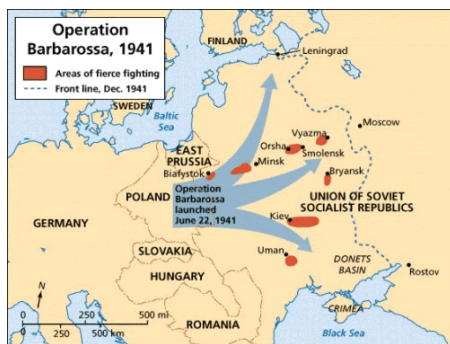 Operation
Barbarossa, 1941
Areas of fierce fighting
Front line, Dec. 1941
FINLAND
Leningrad
SWEDEN
Baltic
Sea
Vyazma
Moscow
EAST
PRUSSIA
Orsha
Smolensk
Minsk
Białystok
Bryansk
POLAND
Operation
Barbarossa
launched
June 22, 1941
UNION OF SOVIET
SOCIALIST REPUBLICS
GERMANY
Kiev
SLOVAKIA
Uman
DONETS
BASIN
HUNGARY
Rostov
N
0
250
500 mi
0
250
500 km
CRIMEA
ROMANIA
Black Sea